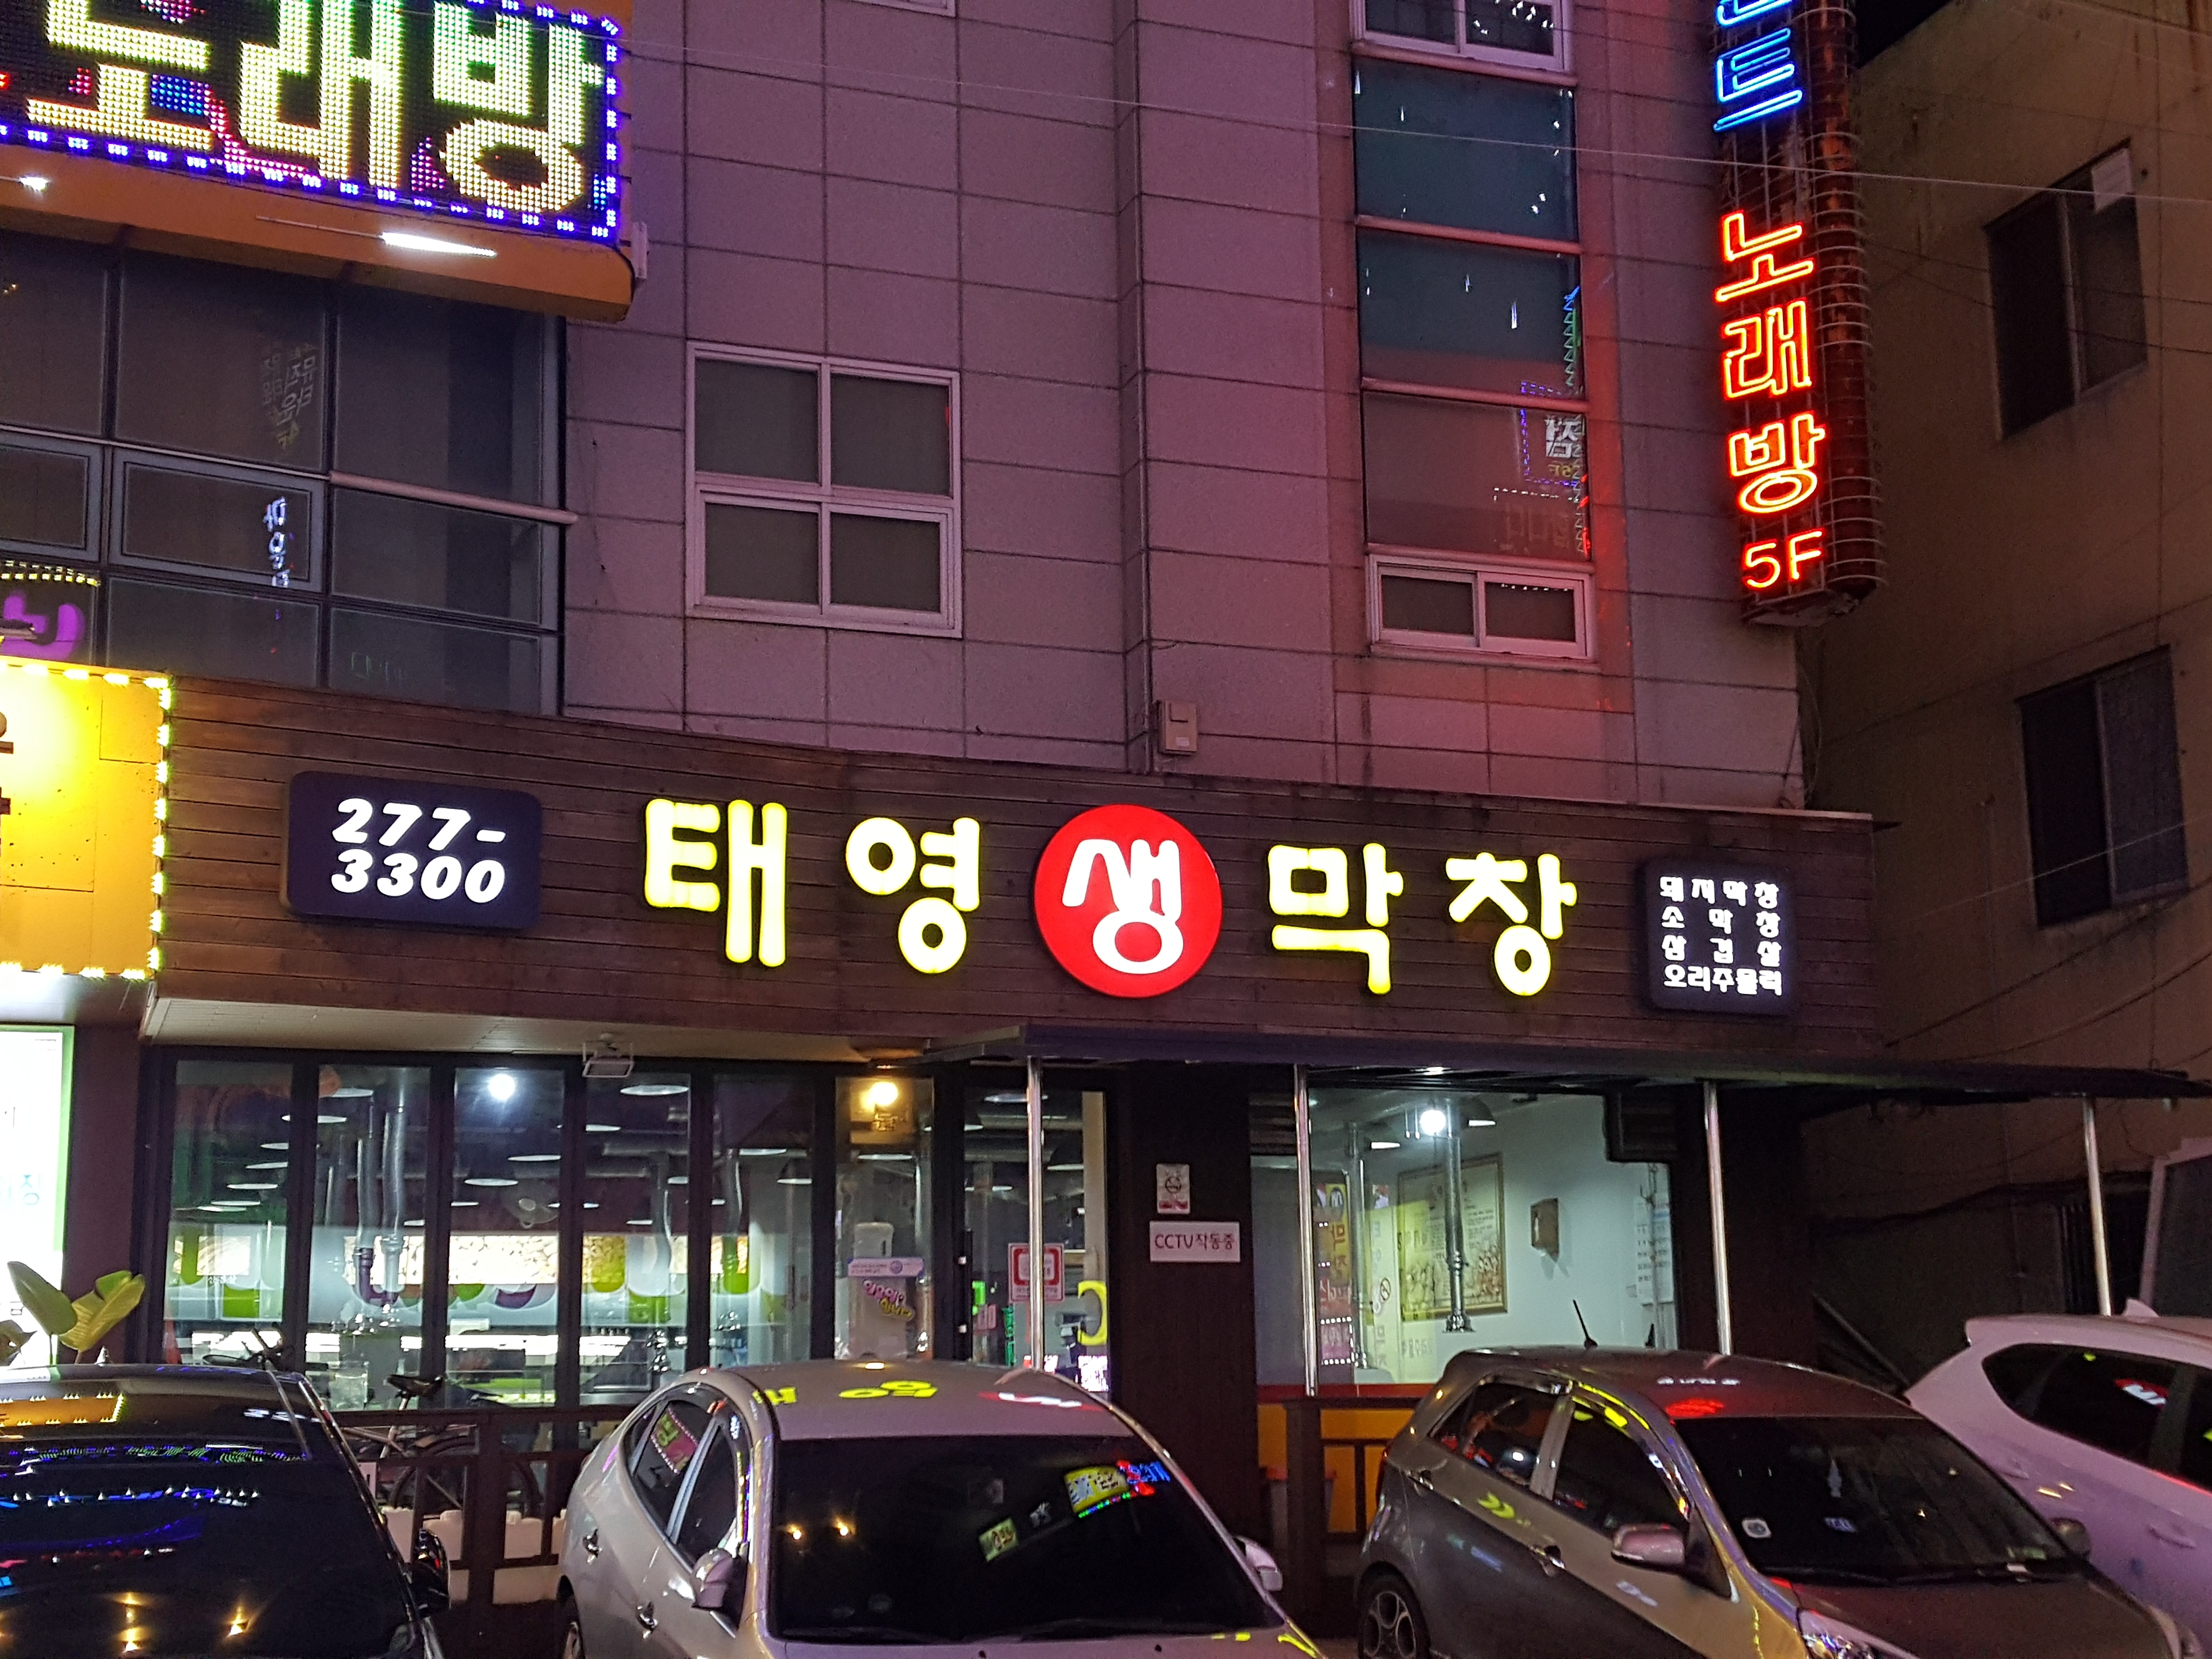 노래방
트
노래방
5F
277-
3300
태영생막창
돼지막창
소막창
삼겹살
오리주물럭
CCTV작동중